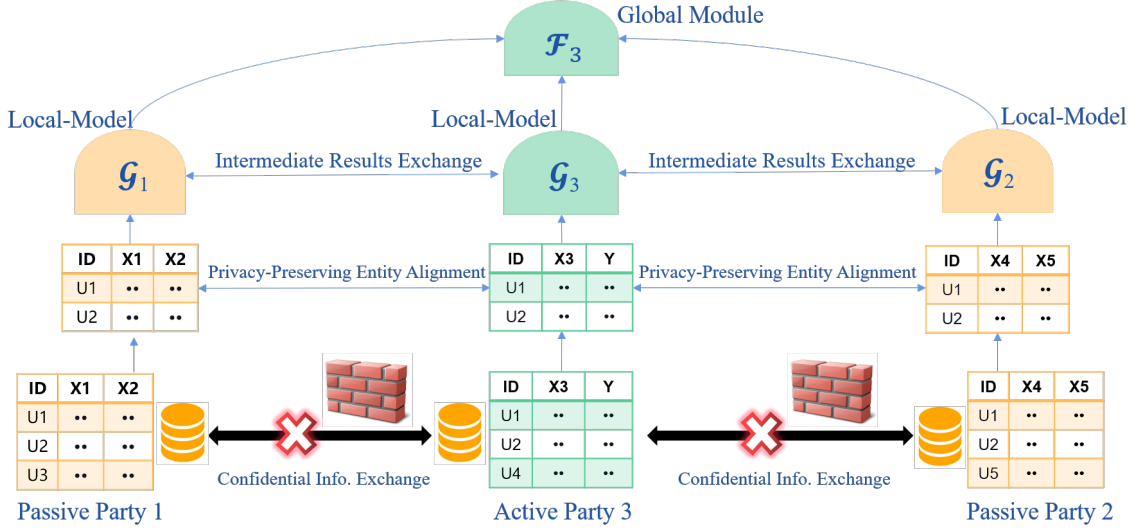 Global Module
𝓕3
Local-Model
Local-Model
Local-Model
𝓖1
Intermediate Results Exchange
𝓖3
Intermediate Results Exchange
𝓖2
ID X1 X2
U1 •• ••
U2 •• ••
Privacy-Preserving Entity Alignment
ID X3 Y
U1 •• ••
U2 •• ••
Privacy-Preserving Entity Alignment
ID X4 X5
U1 •• ••
U2 •• ••
ID X1 X2
U1 •• ••
U2 •• ••
U3 •• ••
Confidential Info. Exchange
ID X3 Y
U1 •• ••
U2 •• ••
U4 •• ••
Confidential Info. Exchange
ID X4 X5
U1 •• ••
U2 •• ••
U5 •• ••
Passive Party 1
Active Party 3
Passive Party 2